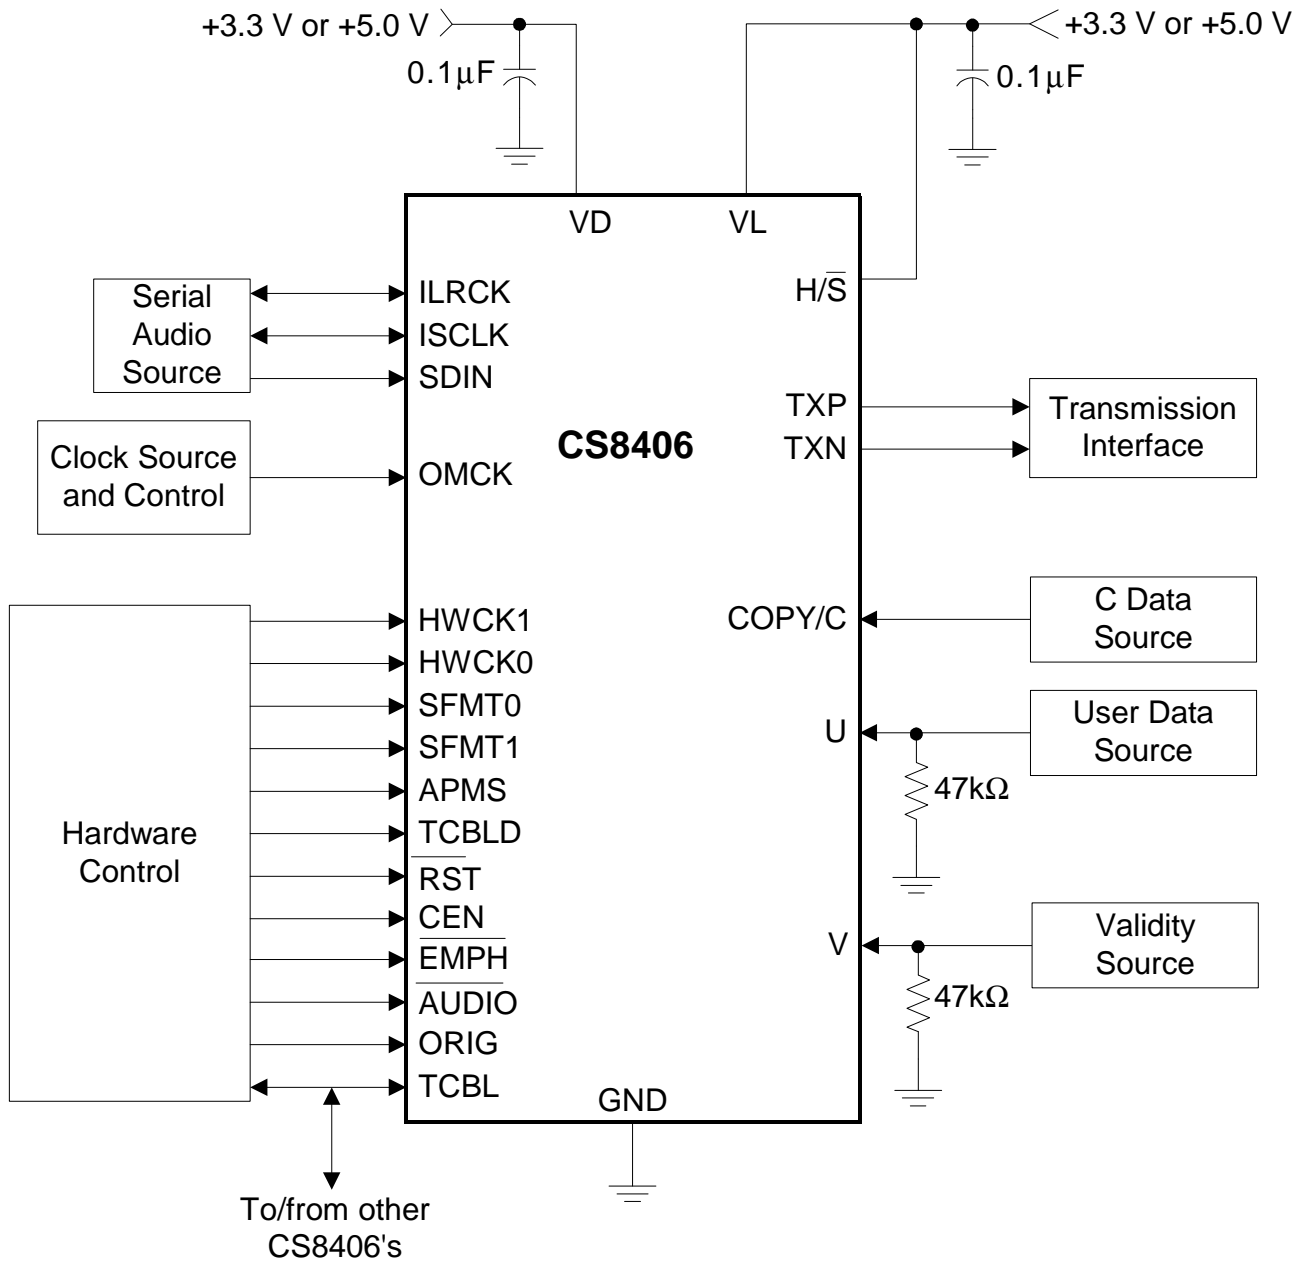 +3.3 V or +5.0 V
+3.3 V or +5.0 V
0.1µF
0.1µF
VD
VL
H/S̅
Serial
Audio
Source
ILRCK
ISCLK
SDIN
TXP
TXN
Transmission
Interface
CS8406
Clock Source
and Control
OMCK
HWCK1
HWCK0
SFMT0
SFMT1
APMS
TCBLD
RST
CEN
EMPH
AUDIO
ORIG
TCBL
Hardware
Control
COPY/C
C Data
Source
U
User Data
Source
47kΩ
V
Validity
Source
47kΩ
GND
To/from other
CS8406's